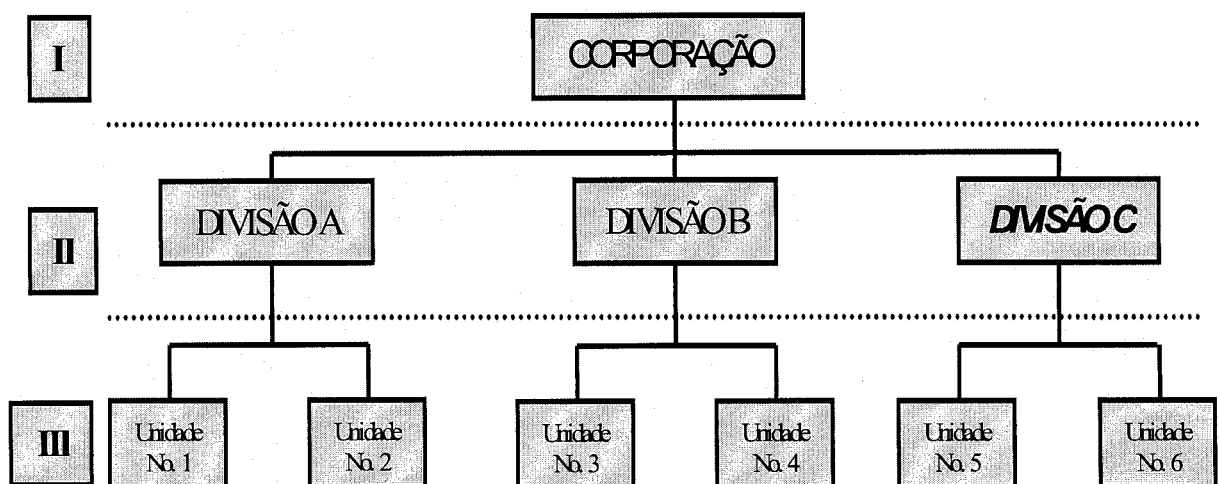 I
CORPORAÇÃO
II
DIVISÃO A
DIVISÃO B
DIVISÃO C
III
Unidade
No. 1
Unidade
No. 2
Unidade
No. 3
Unidade
No. 4
Unidade
No. 5
Unidade
No. 6